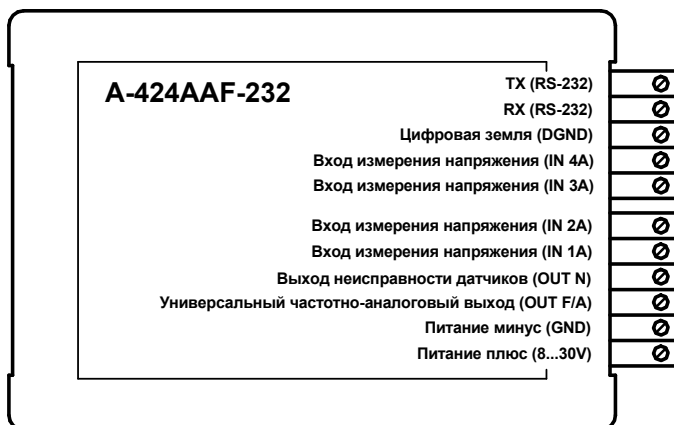 A-424AAF-232
TX (RS-232)
RX (RS-232)
Цифровая земля (DGND)
Вход измерения напряжения (IN 4A)
Вход измерения напряжения (IN 3A)
Вход измерения напряжения (IN 2A)
Вход измерения напряжения (IN 1A)
Выход неисправности датчиков (OUT N)
Универсальный частотно-аналоговый выход (OUT F/A)
Питание минус (GND)
Питание плюс (8...30V)